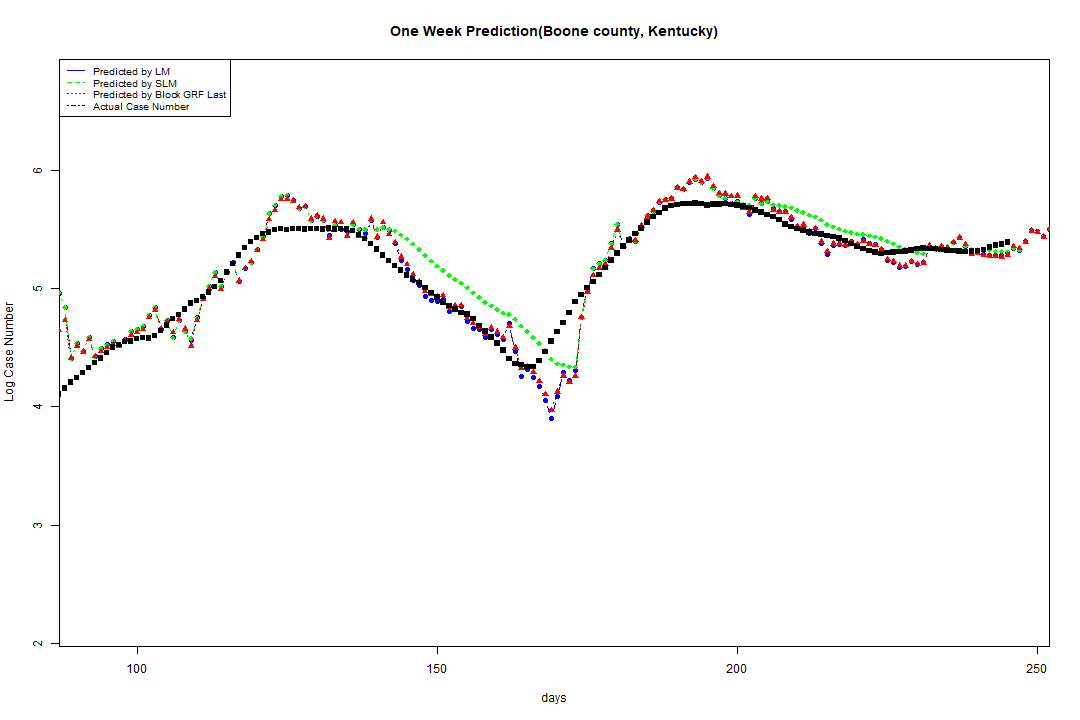 One Week Prediction(Boone county, Kentucky)
Predicted by LM
Predicted by SLM
Predicted by Block GRF Last
Actual Case Number
6
5
4
3
2
Log Case Number
100 150 200 250
days